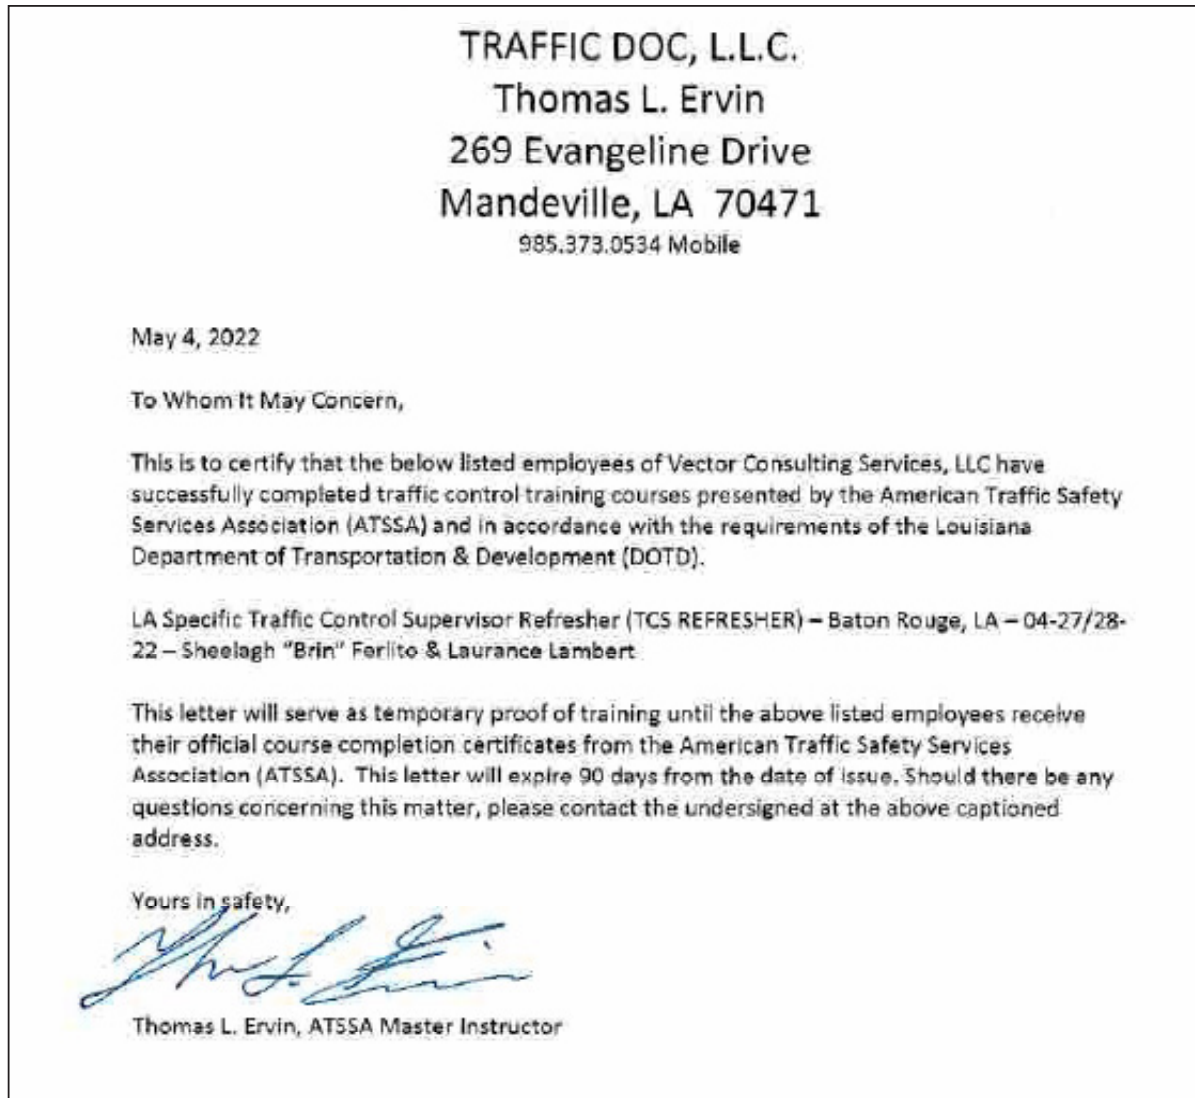 TRAFFIC DOC, L.L.C.
Thomas L. Ervin
269 Evangeline Drive
Mandeville, LA 70471
985.373.0534 Mobile
May 4, 2022
To Whom It May Concern,
This is to certify that the below listed employees of Vector Consulting Services, LLC have
successfully completed traffic control training courses presented by the American Traffic Safety
Services Association (ATSSA) and in accordance with the requirements of the Louisiana
Department of Transportation & Development (DOTD).
LA Specific Traffic Control Supervisor Refresher (TCS REFRESHER) – Baton Rouge, LA – 04-27/28-
22 – Sheelagh “Brin” Ferlito & Laurance Lambert
This letter will serve as temporary proof of training until the above listed employees receive
their official course completion certificates from the American Traffic Safety Services
Association (ATSSA). This letter will expire 90 days from the date of issue. Should there be any
questions concerning this matter, please contact the undersigned at the above captioned
address.
Yours in safety,
Thomas L. Ervin, ATSSA Master Instructor